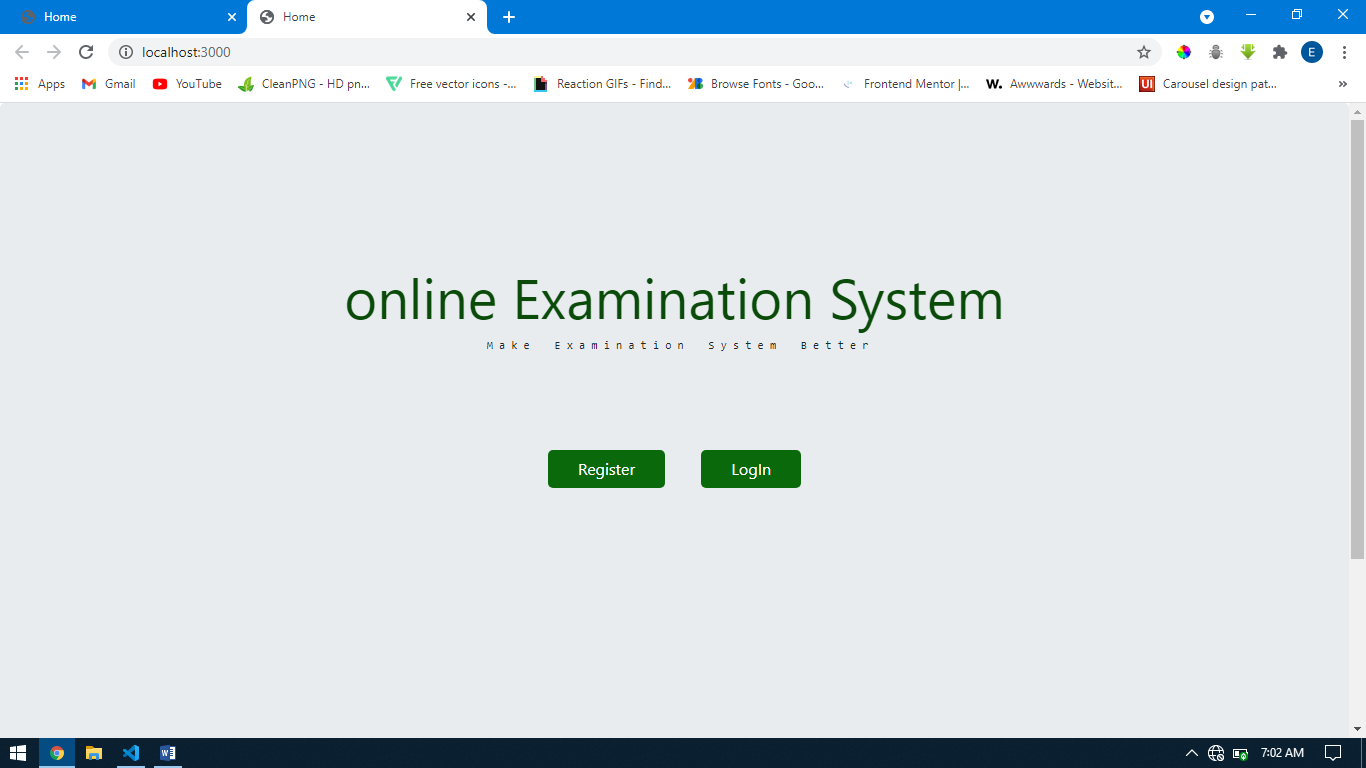 Home
Home
localhost:3000
E
Apps
Gmail
YouTube
CleanPNG - HD pn...
Free vector icons -...
Reaction GIFs - Find...
Browse Fonts - Goo...
Frontend Mentor |...
W. Awwwards - Websit...
UI Carousel design pat...
online Examination System
Make Examination System Better
Register
LogIn
7:02 AM